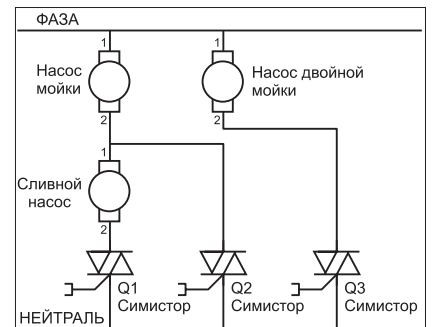 ФАЗА
1
1
Насос
мойки
Насос двойной
мойки
2
2
1
Сливной
насос
2
Q1
Симистор
Q2
Симистор
Q3
Симистор
НЕЙТРАЛЬ